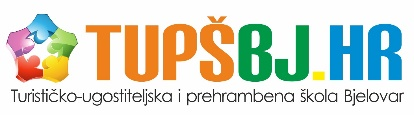 TUPŠBJ.HR
Turističko-ugostiteljska i prehrambena škola Bjelovar